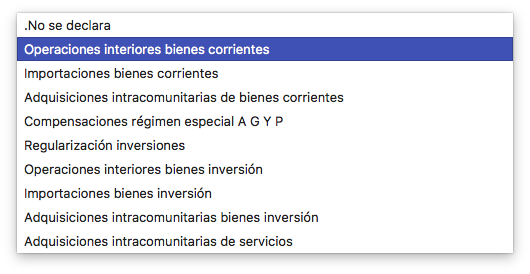 .No se declara
Operaciones interiores bienes corrientes
Importaciones bienes corrientes
Adquisiciones intracomunitarias de bienes corrientes
Compensaciones régimen especial A G Y P
Regularización inversiones
Operaciones interiores bienes inversión
Importaciones bienes inversión
Adquisiciones intracomunitarias bienes inversión
Adquisiciones intracomunitarias de servicios